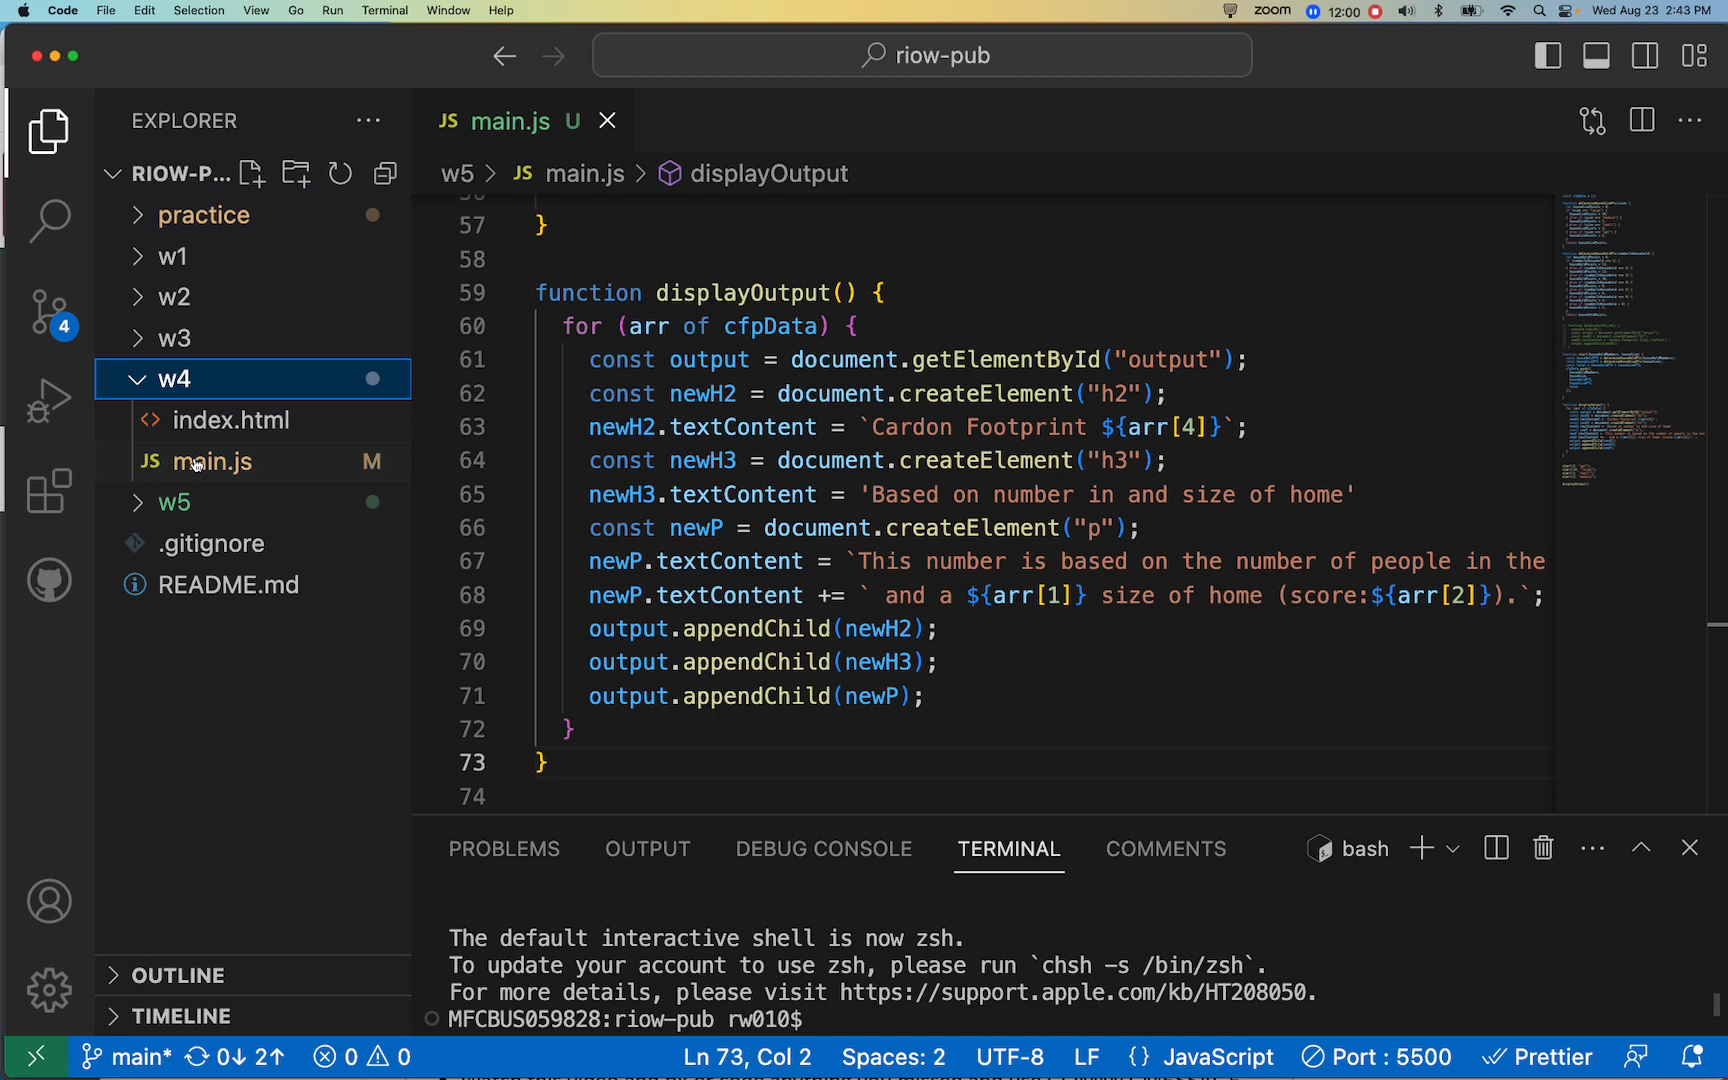 Code File Edit Selection View Go Run Terminal Window Help zoom 12:00 Wed Aug 23 2:43 PM
riow-pub
EXPLORER
JS main.js U
RIOW-P...
w5 > JS main.js > displayOutput
practice
w1
w2
w3
w4
index.html
JS main.js M
w5
.gitignore
README.md
OUTLINE
TIMELINE
4
57 }
58
59 function displayOutput() {
60 for (arr of cfpData) {
61 const output = document.getElementById("output");
62 const newH2 = document.createElement("h2");
63 newH2.textContent = `Cardon Footprint ${arr[4]}`;
64 const newH3 = document.createElement("h3");
65 newH3.textContent = 'Based on number in and size of home'
66 const newP = document.createElement("p");
67 newP.textContent = `This number is based on the number of people in the
68 newP.textContent += ` and a ${arr[1]} size of home (score:${arr[2]}).`;
69 output.appendChild(newH2);
70 output.appendChild(newH3);
71 output.appendChild(newP);
72 }
73 }
74
PROBLEMS OUTPUT DEBUG CONSOLE TERMINAL COMMENTS bash
The default interactive shell is now zsh.
To update your account to use zsh, please run `chsh -s /bin/zsh`.
For more details, please visit https://support.apple.com/kb/HT208050.
MFCBUS059828:riow-pub rw010$
main* 0↓ 2↑ 0 0 Ln 73, Col 2 Spaces: 2 UTF-8 LF {} JavaScript Port : 5500 Prettier